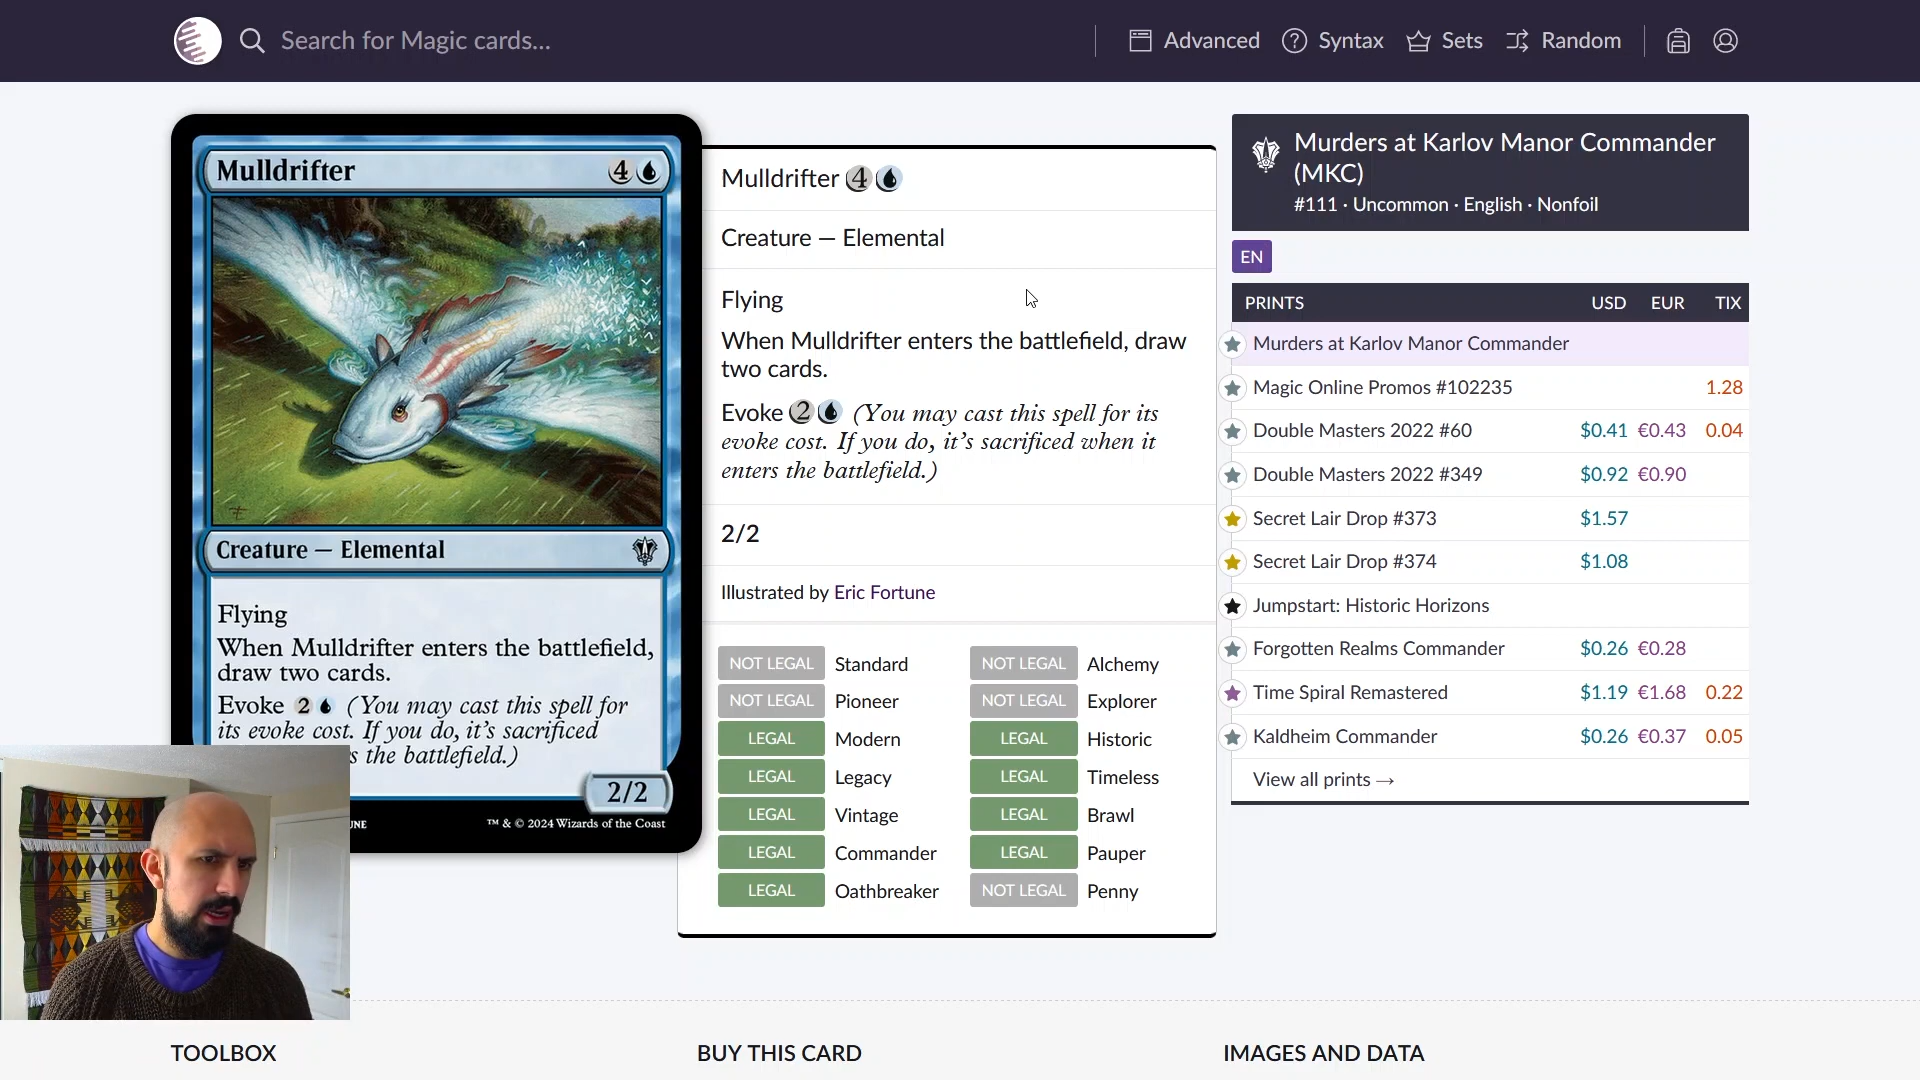 Search for Magic cards...
Advanced
Syntax
Sets
Random
Mulldrifter 4
Creature — Elemental
Flying
When Mulldrifter enters the battlefield,
draw two cards.
Evoke 2 (You may cast this spell for
its evoke cost. If you do, it's sacrificed
s the battlefield.)
2/2
UNE
™ & © 2024 Wizards of the Coast
Mulldrifter 4
Creature — Elemental
Flying
When Mulldrifter enters the battlefield, draw
two cards.
Evoke 2 (You may cast this spell for its
evoke cost. If you do, it's sacrificed when it
enters the battlefield.)
2/2
Illustrated by Eric Fortune
NOT LEGAL Standard NOT LEGAL Alchemy
NOT LEGAL Pioneer NOT LEGAL Explorer
LEGAL Modern LEGAL Historic
LEGAL Legacy LEGAL Timeless
LEGAL Vintage LEGAL Brawl
LEGAL Commander LEGAL Pauper
LEGAL Oathbreaker NOT LEGAL Penny
Murders at Karlov Manor Commander
(MKC)
#111 · Uncommon · English · Nonfoil
EN
PRINTS USD EUR TIX
Murders at Karlov Manor Commander
Magic Online Promos #102235 1.28
Double Masters 2022 #60 $0.41 €0.43 0.04
Double Masters 2022 #349 $0.92 €0.90
Secret Lair Drop #373 $1.57
Secret Lair Drop #374 $1.08
Jumpstart: Historic Horizons
Forgotten Realms Commander $0.26 €0.28
Time Spiral Remastered $1.19 €1.68 0.22
Kaldheim Commander $0.26 €0.37 0.05
View all prints →
TOOLBOX
BUY THIS CARD
IMAGES AND DATA